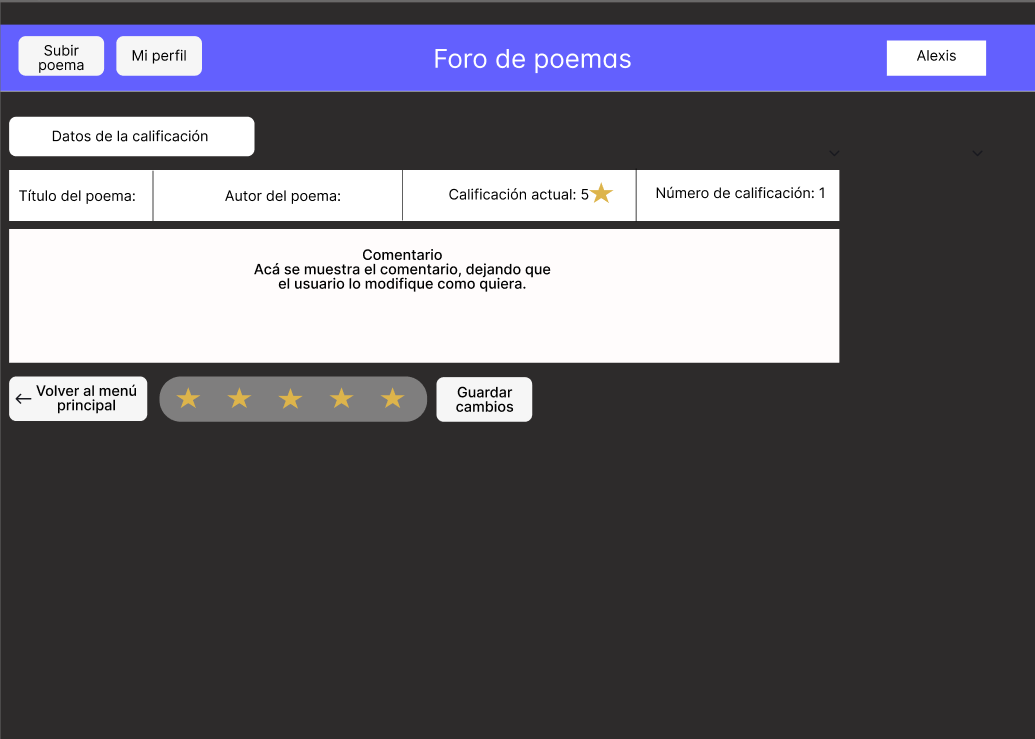 Subir
poema
Mi perfil
Foro de poemas
Alexis
Datos de la calificación
Título del poema:
Autor del poema:
Calificación actual: 5
Número de calificación: 1
Comentario
Acá se muestra el comentario, dejando que
el usuario lo modifique como quiera.
Volver al menú
principal
Guardar
cambios